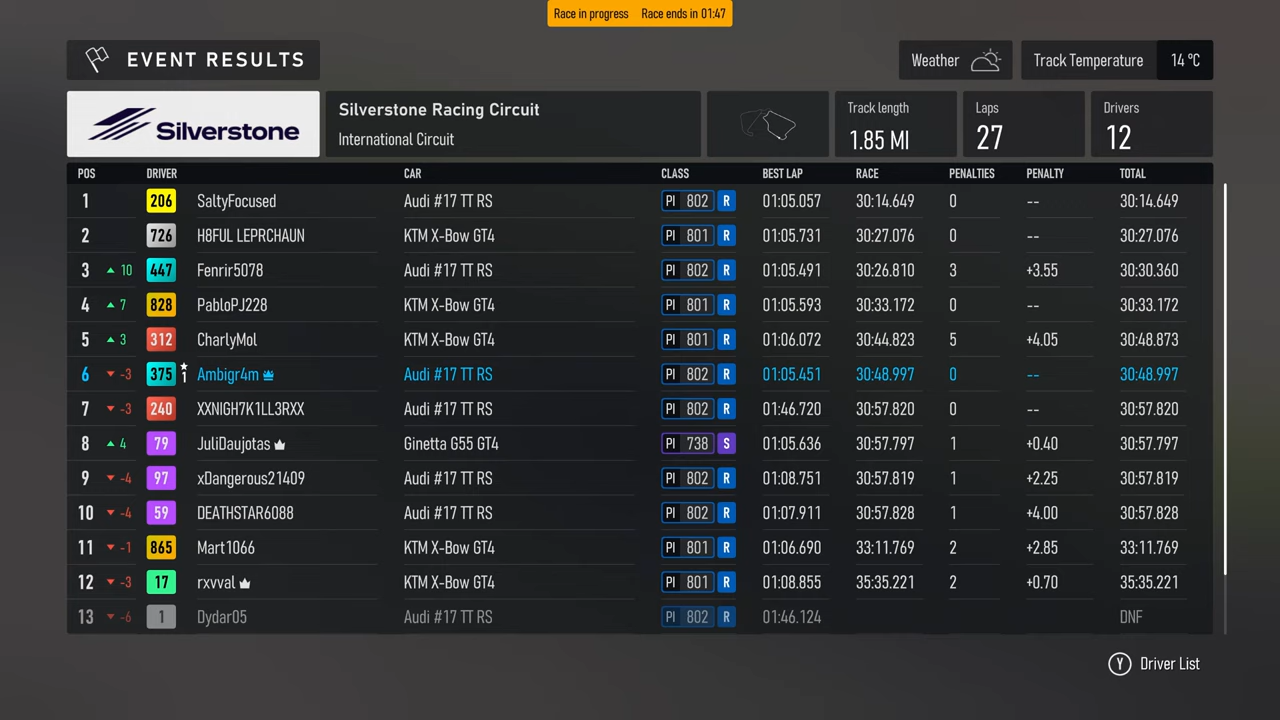 Race in progress Race ends in 01:47
EVENT RESULTS
Weather
Track Temperature 14 ºC
Silverstone
Silverstone Racing Circuit
International Circuit
Track length
1.85 MI
Laps
27
Drivers
12
POS DRIVER CAR CLASS BEST LAP RACE PENALTIES PENALTY TOTAL
1 206 SaltyFocused Audi #17 TT RS PI 802 R 01:05.057 30:14.649 0 -- 30:14.649
2 726 H8FUL LEPRCHAUN KTM X-Bow GT4 PI 801 R 01:05.731 30:27.076 0 -- 30:27.076
3 10 447 Fenrir5078 Audi #17 TT RS PI 802 R 01:05.491 30:26.810 3 +3.55 30:30.360
4 7 828 PabloPJ228 KTM X-Bow GT4 PI 801 R 01:05.593 30:33.172 0 -- 30:33.172
5 3 312 CharlyMol KTM X-Bow GT4 PI 801 R 01:06.072 30:44.823 5 +4.05 30:48.873
6 -3 375 1 Ambigr4m Audi #17 TT RS PI 802 R 01:05.451 30:48.997 0 -- 30:48.997
7 -3 240 XXNIGH7K1LL3RXX Audi #17 TT RS PI 802 R 01:46.720 30:57.820 0 -- 30:57.820
8 4 79 JuliDaujotas Ginetta G55 GT4 PI 738 S 01:05.636 30:57.797 1 +0.40 30:57.797
9 -4 97 xDangerous21409 Audi #17 TT RS PI 802 R 01:08.751 30:57.819 1 +2.25 30:57.819
10 -4 59 DEATHSTAR6088 Audi #17 TT RS PI 802 R 01:07.911 30:57.828 1 +4.00 30:57.828
11 -1 865 Mart1066 KTM X-Bow GT4 PI 801 R 01:06.690 33:11.769 2 +2.85 33:11.769
12 -3 17 rxvval KTM X-Bow GT4 PI 801 R 01:08.855 35:35.221 2 +0.70 35:35.221
13 -6 1 Dydar05 Audi #17 TT RS PI 802 R 01:46.124 DNF
Y Driver List